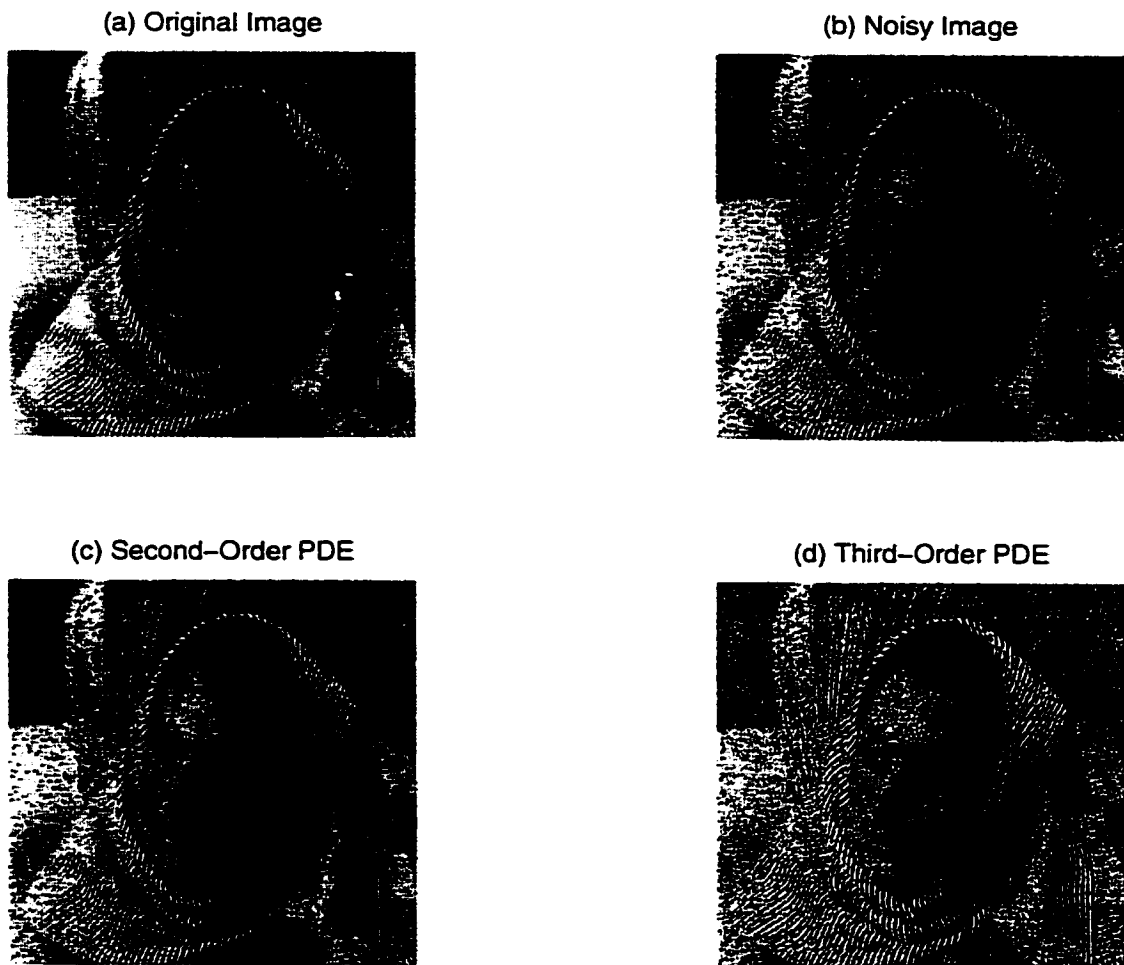 (a) Original Image
(b) Noisy Image
(c) Second–Order PDE
(d) Third–Order PDE